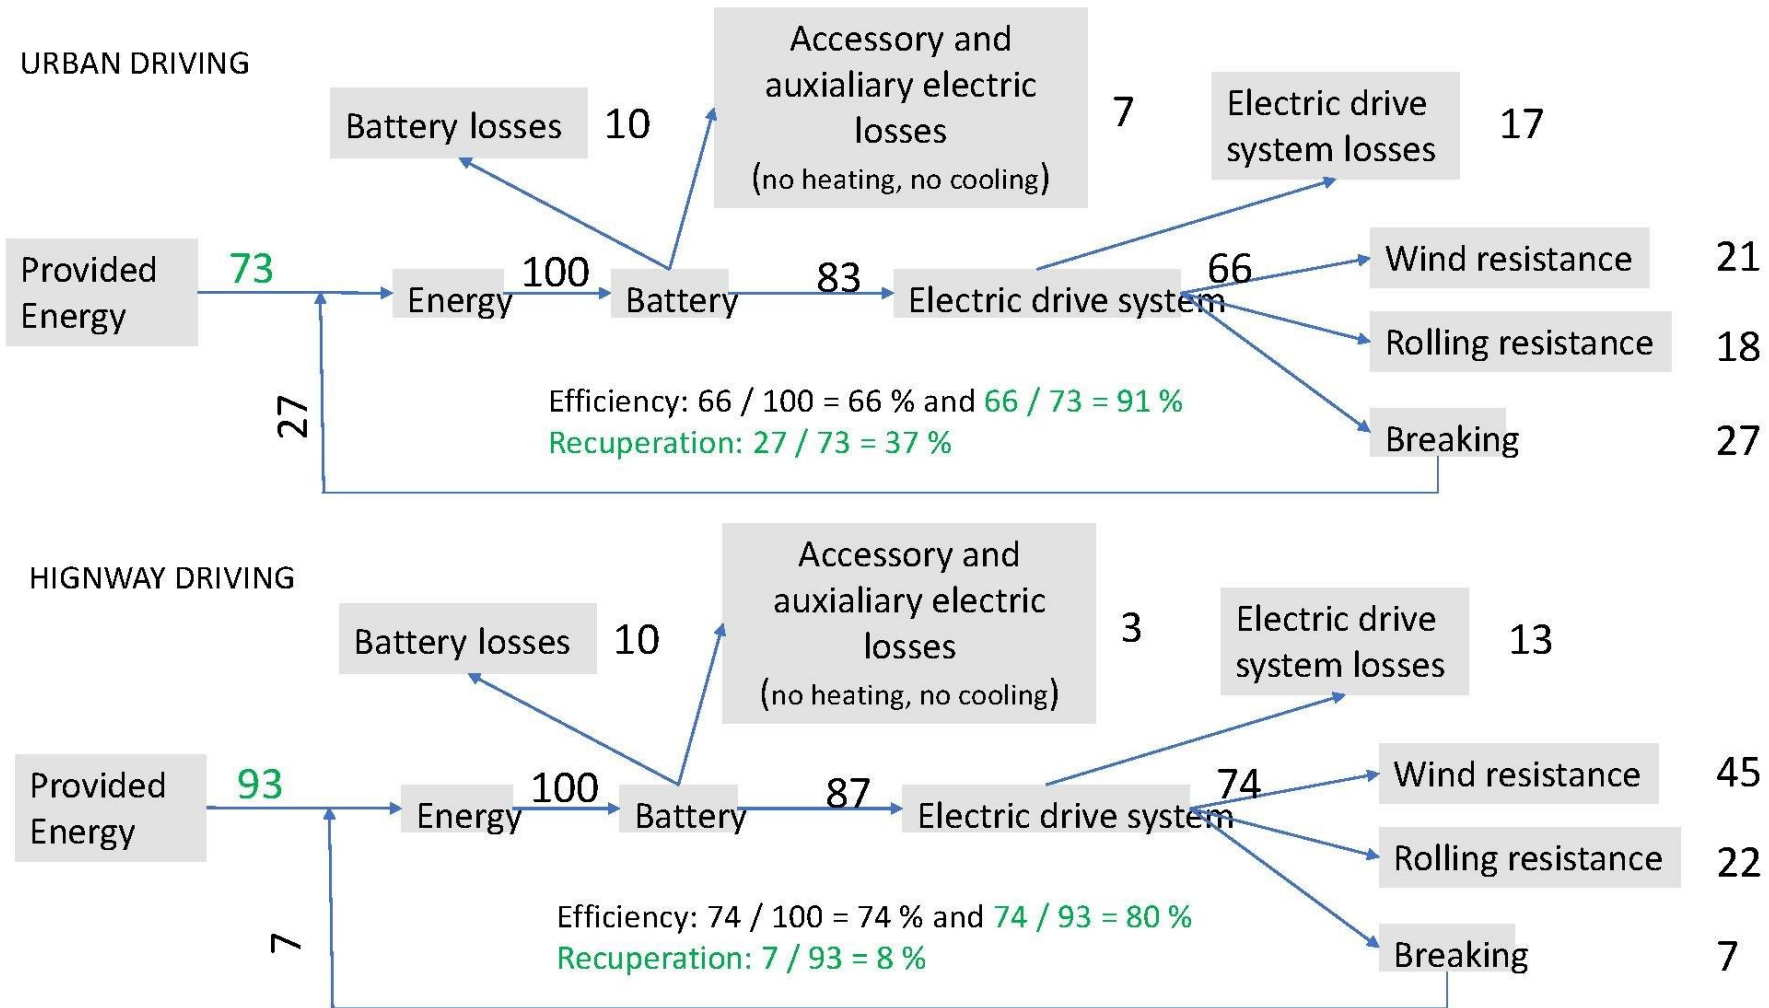 URBAN DRIVING
Accessory and
auxialiary electric
losses
(no heating, no cooling)
7
Battery losses
10
Electric drive
system losses
17
Provided
Energy
73
Energy
100
Battery
83
Electric drive system
66
Wind resistance
21
Rolling resistance
18
Breaking
27
27
Efficiency: 66 / 100 = 66 % and 66 / 73 = 91 %
Recuperation: 27 / 73 = 37 %
HIGNWAY DRIVING
Accessory and
auxialiary electric
losses
(no heating, no cooling)
3
Battery losses
10
Electric drive
system losses
13
Provided
Energy
93
Energy
100
Battery
87
Electric drive system
74
Wind resistance
45
Rolling resistance
22
Breaking
7
7
Efficiency: 74 / 100 = 74 % and 74 / 93 = 80 %
Recuperation: 7 / 93 = 8 %